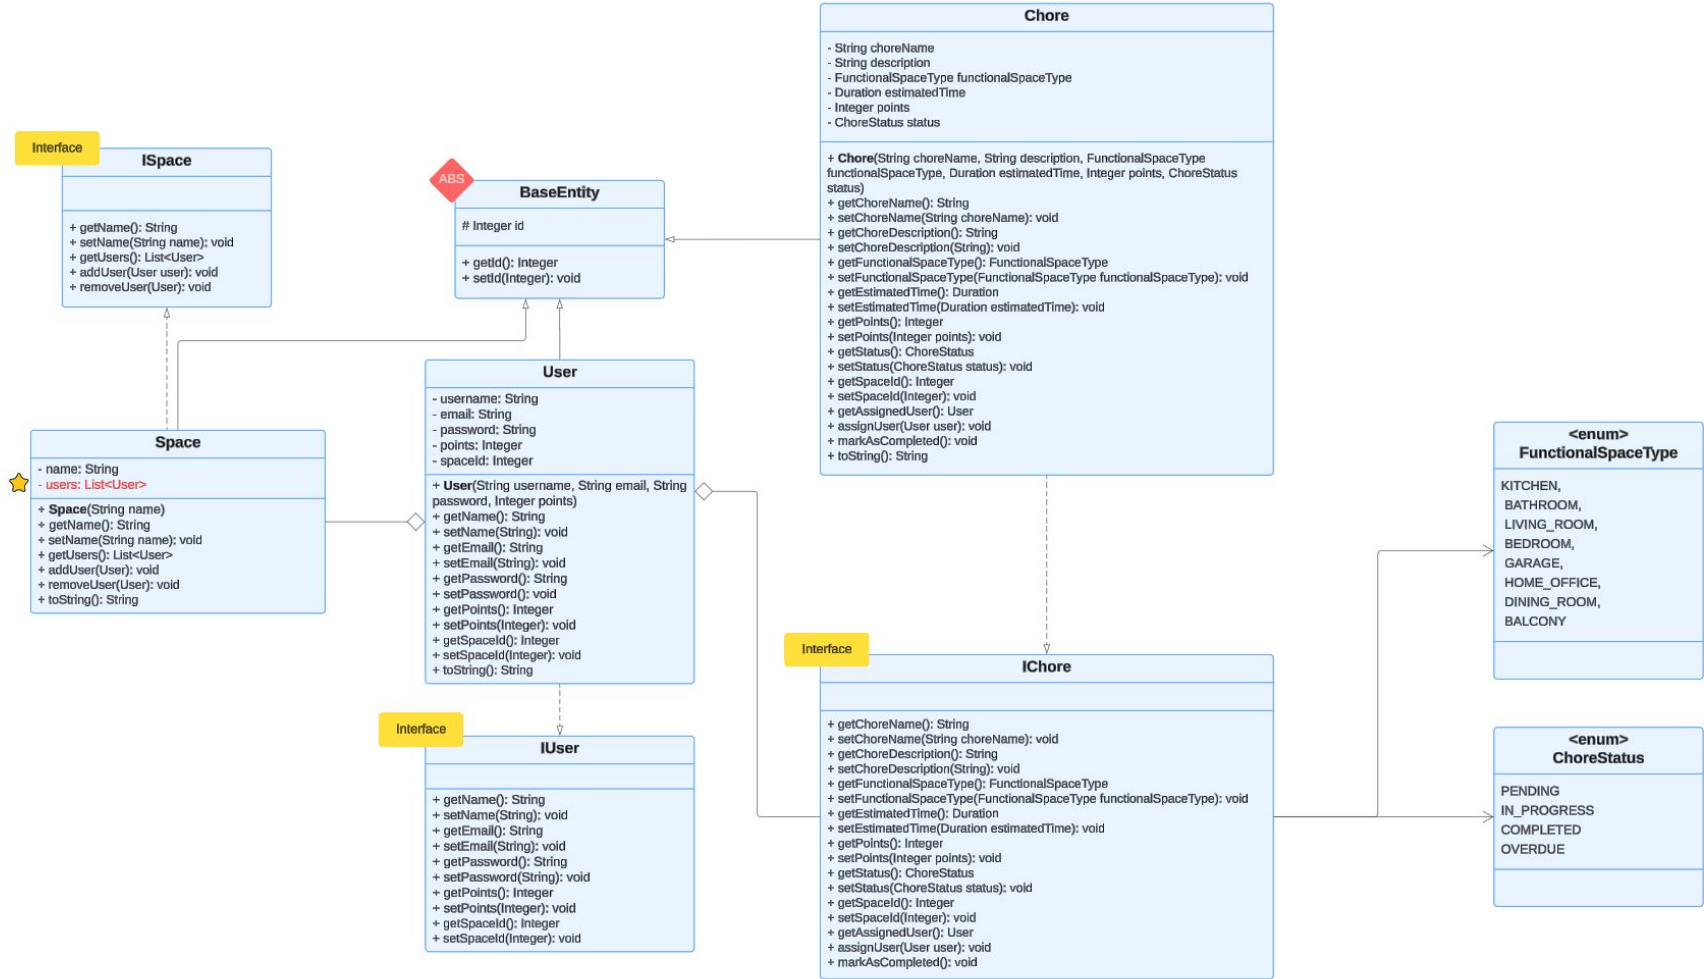 Chore
- String choreName
- String description
- FunctionalSpaceType functionalSpaceType
- Duration estimatedTime
- Integer points
- ChoreStatus status
+ Chore(String choreName, String description, FunctionalSpaceType
functionalSpaceType, Duration estimatedTime, Integer points, ChoreStatus
status)
+ getChoreName(): String
+ setChoreName(String choreName): void
+ getChoreDescription(): String
+ setChoreDescription(String): void
+ getFunctionalSpaceType(): FunctionalSpaceType
+ setFunctionalSpaceType(FunctionalSpaceType functionalSpaceType): void
+ getEstimatedTime(): Duration
+ setEstimatedTime(Duration estimatedTime): void
+ getPoints(): Integer
+ setPoints(Integer points): void
+ getStatus(): ChoreStatus
+ setStatus(ChoreStatus status): void
+ getSpaceId(): Integer
+ setSpaceId(Integer): void
+ getAssignedUser(): User
+ assignUser(User user): void
+ markAsCompleted(): void
+ toString(): String
Interface
ISpace
+ getName(): String
+ setName(String name): void
+ getUsers(): List<User>
+ addUser(User user): void
+ removeUser(User): void
ABS
BaseEntity
# Integer id
+ getId(): Integer
+ setId(Integer): void
Space
- name: String
- users: List<User>
+ Space(String name)
+ getName(): String
+ setName(String name): void
+ getUsers(): List<User>
+ addUser(User): void
+ removeUser(User): void
+ toString(): String
User
- username: String
- email: String
- password: String
- points: Integer
- spaceId: Integer
+ User(String username, String email, String
password, Integer points)
+ getName(): String
+ setName(String): void
+ getEmail(): String
+ setEmail(String): void
+ getPassword(): String
+ setPassword(): void
+ getPoints(): Integer
+ setPoints(Integer): void
+ getSpaceId(): Integer
+ setSpaceId(Integer): void
+ toString(): String
Interface
IUser
+ getName(): String
+ setName(String): void
+ getEmail(): String
+ setEmail(String): void
+ getPassword(): String
+ setPassword(String): void
+ getPoints(): Integer
+ setPoints(Integer): void
+ getSpaceId(): Integer
+ setSpaceId(Integer): void
Interface
IChore
+ getChoreName(): String
+ setChoreName(String choreName): void
+ getChoreDescription(): String
+ setChoreDescription(String): void
+ getFunctionalSpaceType(): FunctionalSpaceType
+ setFunctionalSpaceType(FunctionalSpaceType functionalSpaceType): void
+ getEstimatedTime(): Duration
+ setEstimatedTime(Duration estimatedTime): void
+ getPoints(): Integer
+ setPoints(Integer points): void
+ getStatus(): ChoreStatus
+ setStatus(ChoreStatus status): void
+ getSpaceId(): Integer
+ setSpaceId(Integer): void
+ getAssignedUser(): User
+ assignUser(User user): void
+ markAsCompleted(): void
<enum>
FunctionalSpaceType
KITCHEN,
BATHROOM,
LIVING_ROOM,
BEDROOM,
GARAGE,
HOME_OFFICE,
DINING_ROOM,
BALCONY
<enum>
ChoreStatus
PENDING
IN_PROGRESS
COMPLETED
OVERDUE